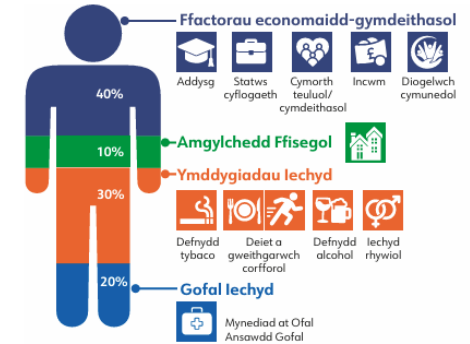 Ffactorau economaidd-gymdeithasol
Addysg
Statws
cyflogaeth
Cymorth
teuluol/
cymdeithasol
Incwm
Diogelwch
cymunedol
40%
Amgylchedd Ffisegol
10%
Ymddygiadau Iechyd
30%
Defnydd
tybaco
Deiet a
gweithgarwch
corfforol
Defnydd
alcohol
Iechyd
rhywiol
20%
Gofal Iechyd
Mynediad at Ofal
Ansawdd Gofal